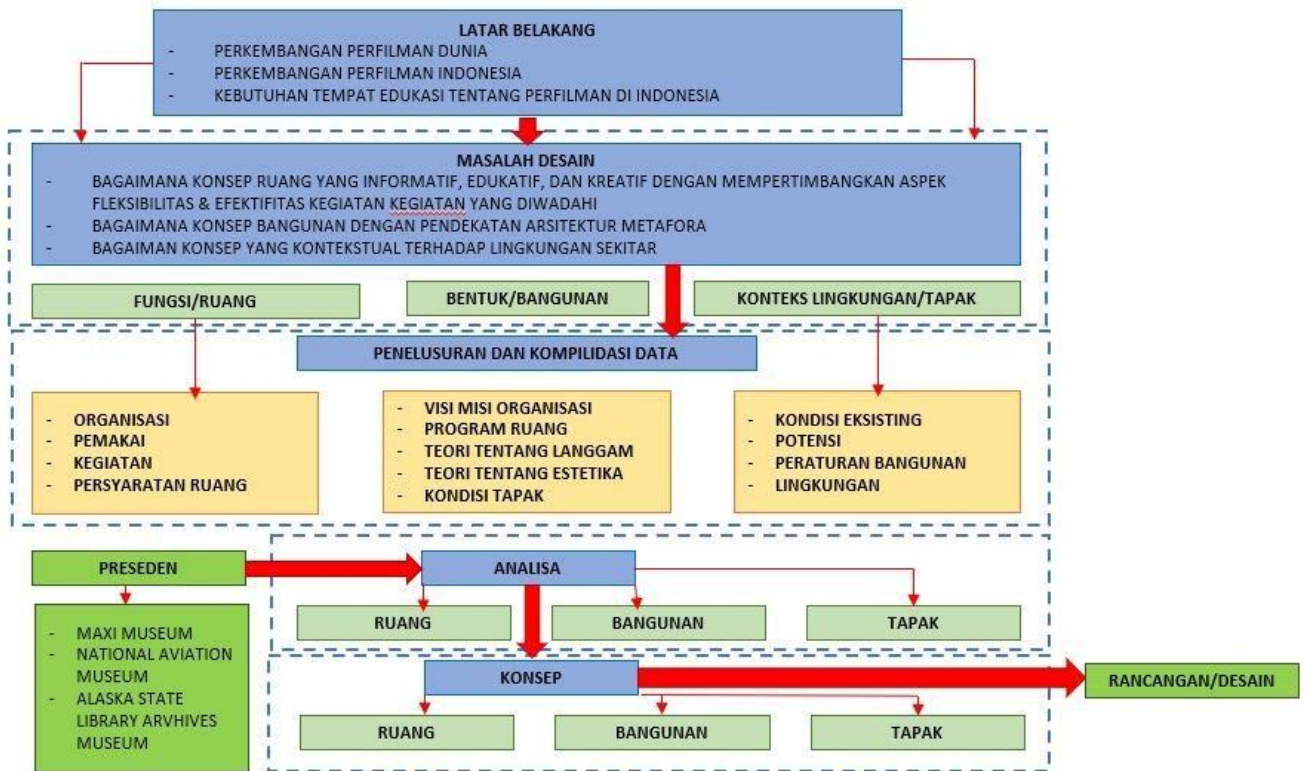 LATAR BELAKANG
- PERKEMBANGAN PERFILMAN DUNIA
- PERKEMBANGAN PERFILMAN INDONESIA
- KEBUTUHAN TEMPAT EDUKASI TENTANG PERFILMAN DI INDONESIA
MASALAH DESAIN
- BAGAIMANA KONSEP RUANG YANG INFORMATIF, EDUKATIF, DAN KREATIF DENGAN MEMPERTIMBANGKAN ASPEK
FLEKSIBILITAS & EFEKTIFITAS KEGIATAN KEGIATAN YANG DIWADAHI
- BAGAIMANA KONSEP BANGUNAN DENGAN PENDEKATAN ARSITEKTUR METAFORA
- BAGAIMAN KONSEP YANG KONTEKSTUAL TERHADAP LINGKUNGAN SEKITAR
FUNGSI/RUANG
BENTUK/BANGUNAN
KONTEKS LINGKUNGAN/TAPAK
PENELUSURAN DAN KOMPILIDASI DATA
- ORGANISASI
- PEMAKAI
- KEGIATAN
- PERSYARATAN RUANG
- VISI MISI ORGANISASI
- PROGRAM RUANG
- TEORI TENTANG LANGGAM
- TEORI TENTANG ESTETIKA
- KONDISI TAPAK
- KONDISI EKSISTING
- POTENSI
- PERATURAN BANGUNAN
- LINGKUNGAN
PRESEDEN
- MAXI MUSEUM
- NATIONAL AVIATION
MUSEUM
- ALASKA STATE
LIBRARY ARVHIVES
MUSEUM
ANALISA
RUANG
BANGUNAN
TAPAK
KONSEP
RUANG
BANGUNAN
TAPAK
RANCANGAN/DESAIN